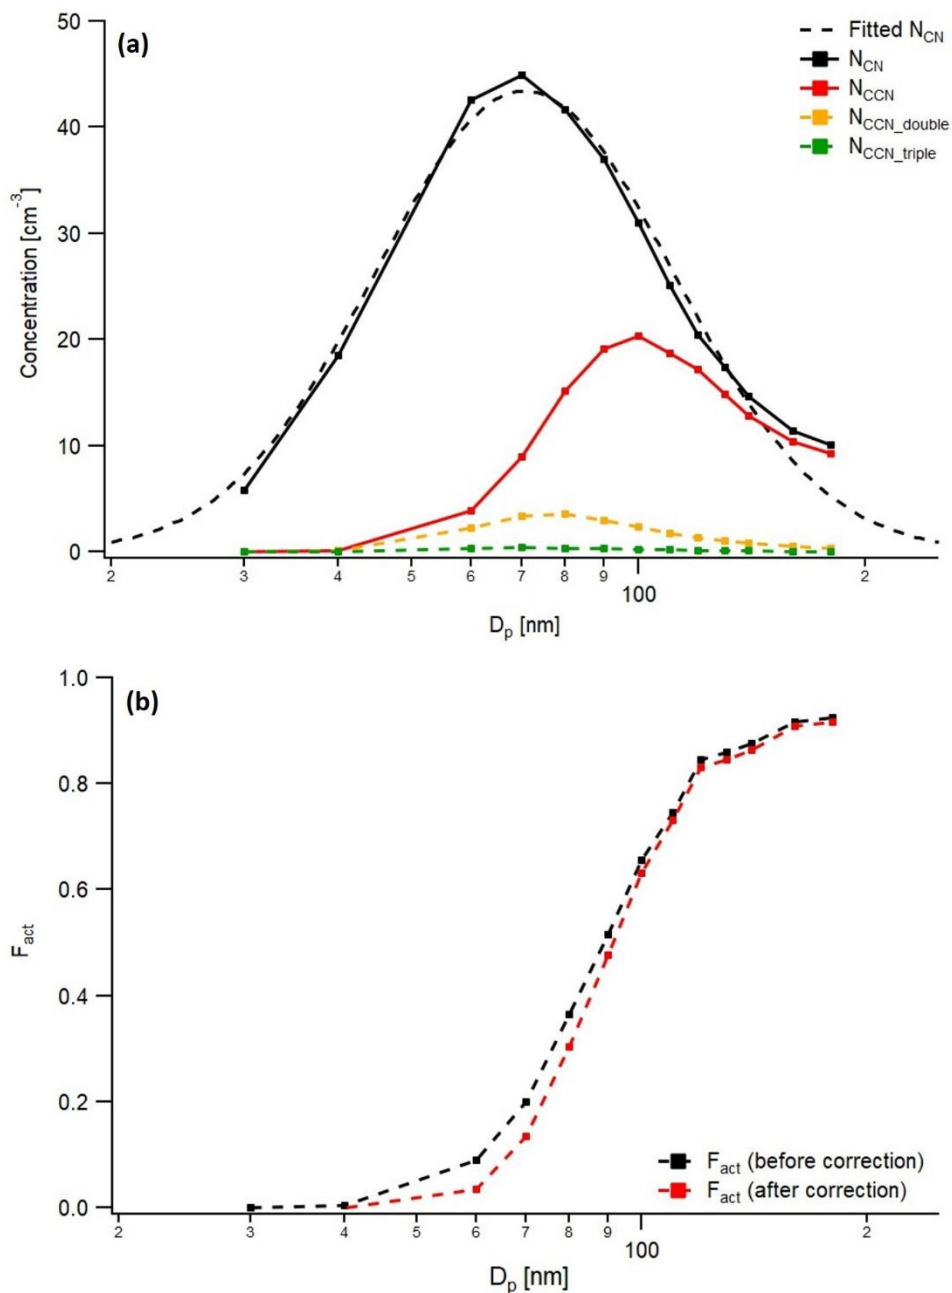 (a)
50
40
30
20
10
0
Concentration [cm⁻³]
Fitted N_CN
N_CN
N_CCN
N_CCN_double
N_CCN_triple
2 3 4 5 6 7 8 9 100 2
D_p [nm]
(b)
1.0
0.8
0.6
0.4
0.2
0.0
F_act
F_act (before correction)
F_act (after correction)
2 3 4 5 6 7 8 9 100 2
D_p [nm]